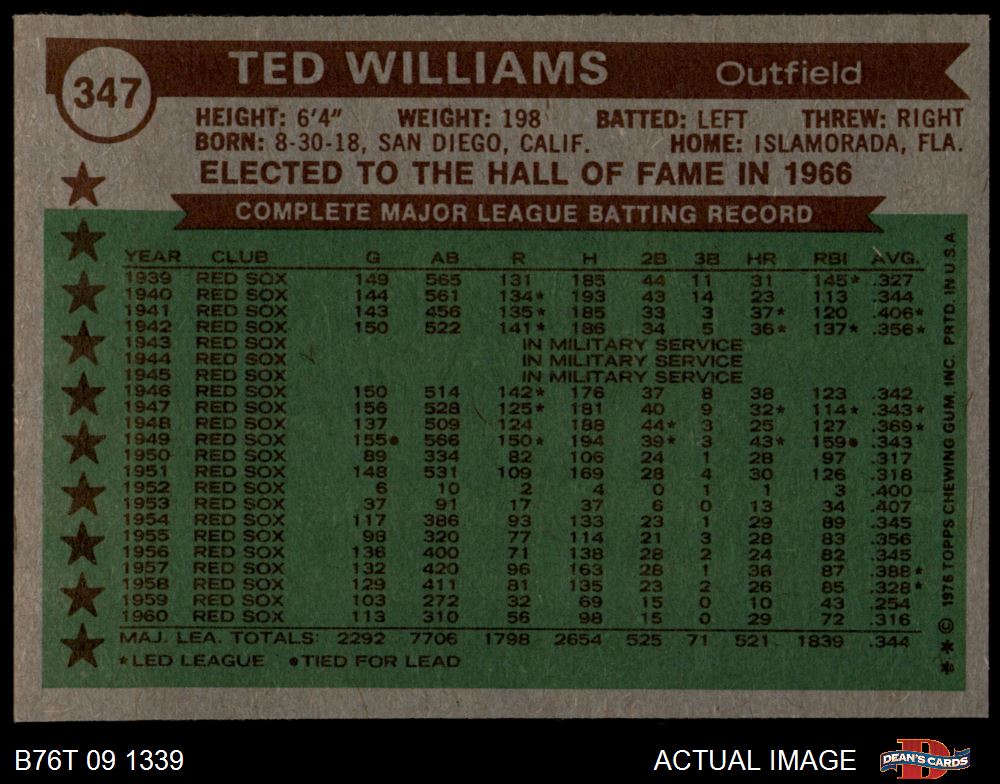 347
TED WILLIAMS Outfield
HEIGHT: 6'4" WEIGHT: 198 BATTED: LEFT THREW: RIGHT
BORN: 8-30-18, SAN DIEGO, CALIF. HOME: ISLAMORADA, FLA.
ELECTED TO THE HALL OF FAME IN 1966
COMPLETE MAJOR LEAGUE BATTING RECORD
YEAR CLUB G AB R H 2B 3B HR RBI AVG.
1939 RED SOX 149 565 131 185 44 11 31 145* .327
1940 RED SOX 144 561 134* 193 43 14 23 113 .344
1941 RED SOX 143 456 135* 185 33 3 37* 120 .406*
1942 RED SOX 150 522 141* 186 34 5 36* 137* .356*
1943 RED SOX IN MILITARY SERVICE
1944 RED SOX IN MILITARY SERVICE
1945 RED SOX IN MILITARY SERVICE
1946 RED SOX 150 514 142* 176 37 8 38 123 .342
1947 RED SOX 156 528 125* 181 40 9 32* 114* .343*
1948 RED SOX 137 509 124 188 44* 3 25 127 .369*
1949 RED SOX 155● 566 150* 194 39* 3 43* 159● .343
1950 RED SOX 89 334 82 106 24 1 28 97 .317
1951 RED SOX 148 531 109 169 28 4 30 126 .318
1952 RED SOX 6 10 2 4 0 1 1 3 .400
1953 RED SOX 37 91 17 37 6 0 13 34 .407
1954 RED SOX 117 386 93 133 23 1 29 89 .345
1955 RED SOX 98 320 77 114 21 3 28 83 .356
1956 RED SOX 136 400 71 138 28 2 24 82 .345
1957 RED SOX 132 420 96 163 28 1 38 87 .388*
1958 RED SOX 129 411 81 135 23 2 26 85 .328*
1959 RED SOX 103 272 32 69 15 0 10 43 .254
1960 RED SOX 113 310 56 98 15 0 29 72 .316
MAJ. LEA. TOTALS: 2292 7706 1798 2654 525 71 521 1839 .344
*LED LEAGUE ●TIED FOR LEAD
** © 1976 TOPPS CHEWING GUM, INC. PRTD. IN U.S.A.
B76T 09 1339 ACTUAL IMAGE DEAN'S CARDS